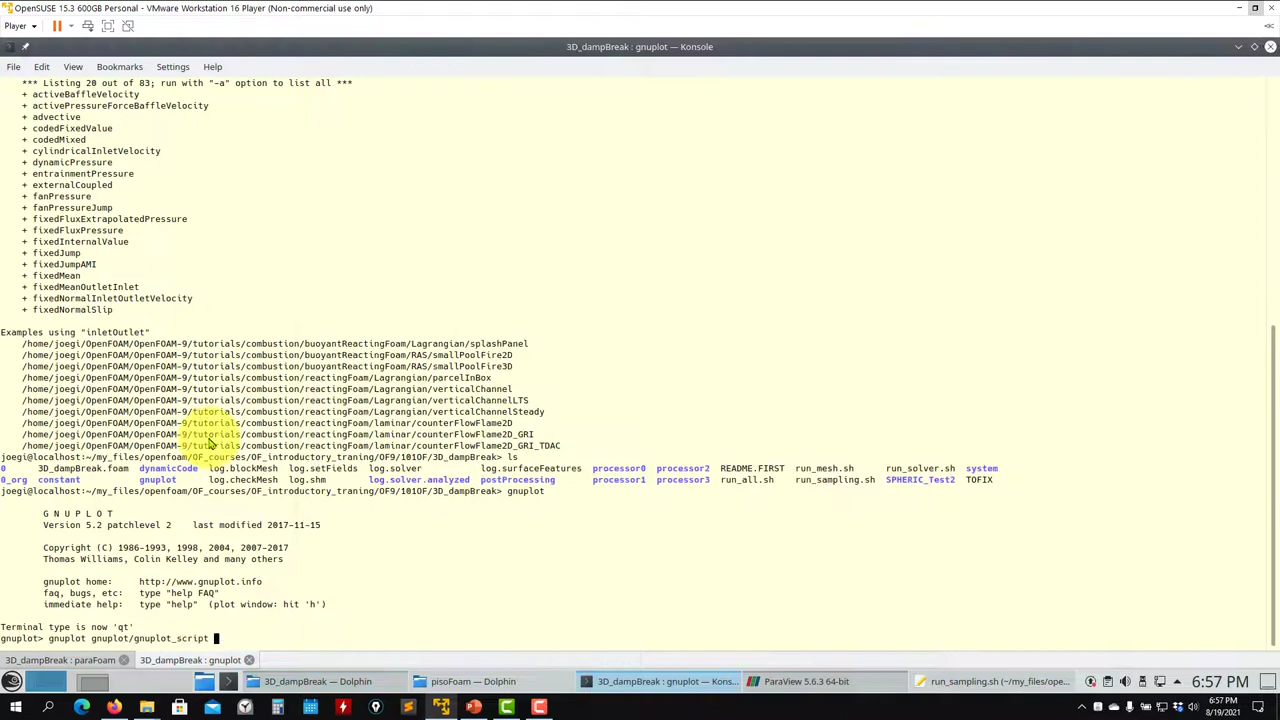 OpenSUSE 15.3 600GB Personal - VMware Workstation 16 Player (Non-commercial use only)
Player
3D_dampBreak : gnuplot — Konsole
File Edit View Bookmarks Settings Help
*** Listing 20 out of 83; run with "-a" option to list all ***
+ activeBaffleVelocity
+ activePressureForceBaffleVelocity
+ advective
+ codedFixedValue
+ codedMixed
+ cylindricalInletVelocity
+ dynamicPressure
+ entrainmentPressure
+ externalCoupled
+ fanPressure
+ fanPressureJump
+ fixedFluxExtrapolatedPressure
+ fixedFluxPressure
+ fixedInternalValue
+ fixedJump
+ fixedJumpAMI
+ fixedMean
+ fixedMeanOutletInlet
+ fixedNormalInletOutletVelocity
+ fixedNormalSlip
Examples using "inletOutlet"
/home/joegi/OpenFOAM/OpenFOAM-9/tutorials/combustion/buoyantReactingFoam/Lagrangian/splashPanel
/home/joegi/OpenFOAM/OpenFOAM-9/tutorials/combustion/buoyantReactingFoam/RAS/smallPoolFire2D
/home/joegi/OpenFOAM/OpenFOAM-9/tutorials/combustion/buoyantReactingFoam/RAS/smallPoolFire3D
/home/joegi/OpenFOAM/OpenFOAM-9/tutorials/combustion/reactingFoam/Lagrangian/parcelInBox
/home/joegi/OpenFOAM/OpenFOAM-9/tutorials/combustion/reactingFoam/Lagrangian/verticalChannel
/home/joegi/OpenFOAM/OpenFOAM-9/tutorials/combustion/reactingFoam/Lagrangian/verticalChannelLTS
/home/joegi/OpenFOAM/OpenFOAM-9/tutorials/combustion/reactingFoam/Lagrangian/verticalChannelSteady
/home/joegi/OpenFOAM/OpenFOAM-9/tutorials/combustion/reactingFoam/laminar/counterFlowFlame2D
/home/joegi/OpenFOAM/OpenFOAM-9/tutorials/combustion/reactingFoam/laminar/counterFlowFlame2D_GRI
/home/joegi/OpenFOAM/OpenFOAM-9/tutorials/combustion/reactingFoam/laminar/counterFlowFlame2D_GRI_TDAC
joegi@localhost:~/my_files/openfoam/OF_courses/OF_introductory_traning/OF9/101OF/3D_dampBreak> ls
0 3D_dampBreak.foam dynamicCode log.blockMesh log.setFields log.solver log.surfaceFeatures processor0 processor2 README.FIRST run_mesh.sh run_solver.sh system
0_org constant gnuplot log.checkMesh log.shm log.solver.analyzed postProcessing processor1 processor3 run_all.sh run_sampling.sh SPHERIC_Test2 TOFIX
joegi@localhost:~/my_files/openfoam/OF_courses/OF_introductory_traning/OF9/101OF/3D_dampBreak> gnuplot
G N U P L O T
Version 5.2 patchlevel 2 last modified 2017-11-15
Copyright (C) 1986-1993, 1998, 2004, 2007-2017
Thomas Williams, Colin Kelley and many others
gnuplot home: http://www.gnuplot.info
faq, bugs, etc: type "help FAQ"
immediate help: type "help" (plot window: hit 'h')
Terminal type is now 'qt'
gnuplot> gnuplot gnuplot/gnuplot_script
3D_dampBreak : paraFoam 3D_dampBreak : gnuplot
3D_dampBreak — Dolphin pisoFoam — Dolphin 3D_dampBreak : gnuplot — Kons... ParaView 5.6.3 64-bit run_sampling.sh (~/my_files/ope... 6:57 PM
6:57 PM
8/19/2021